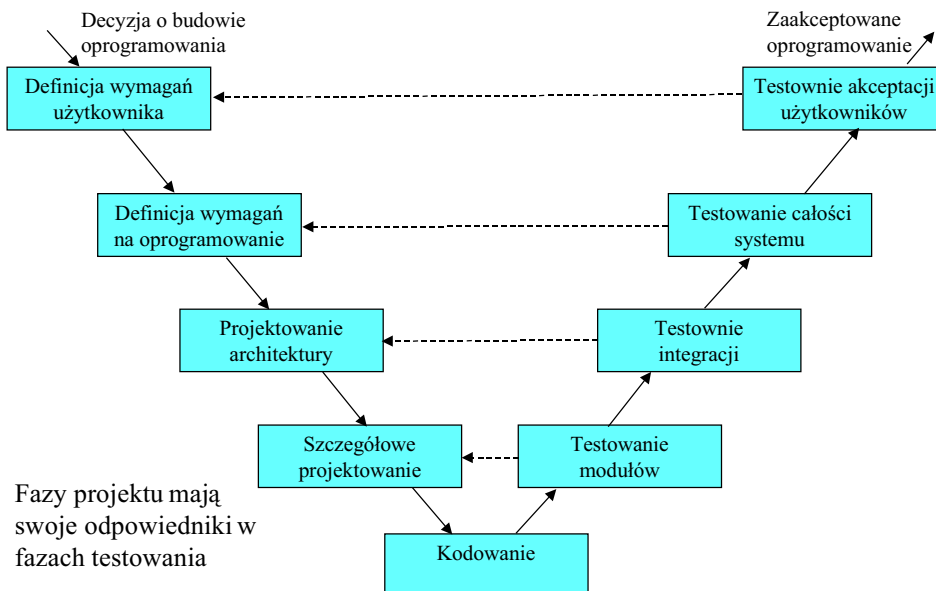 Decyzja o budowie
oprogramowania
Zaakceptowane
oprogramowanie
Definicja wymagań
użytkownika
Testownie akceptacji
użytkowników
Definicja wymagań
na oprogramowanie
Testowanie całości
systemu
Projektowanie
architektury
Testownie
integracji
Szczegółowe
projektowanie
Testowanie
modułów
Fazy projektu mają
swoje odpowiedniki w
fazach testowania
Kodowanie